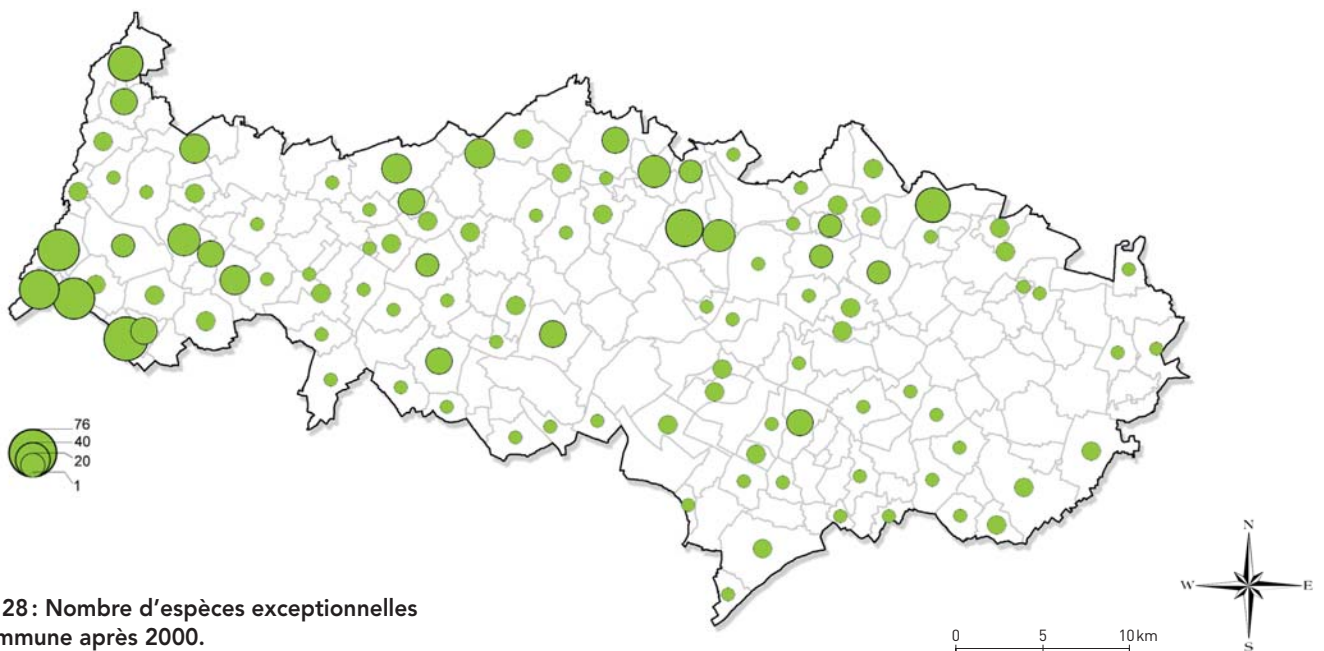 76
40
20
1
28 : Nombre d'espèces exceptionnelles
mmune après 2000.
N
W E
S
0 5 10 km